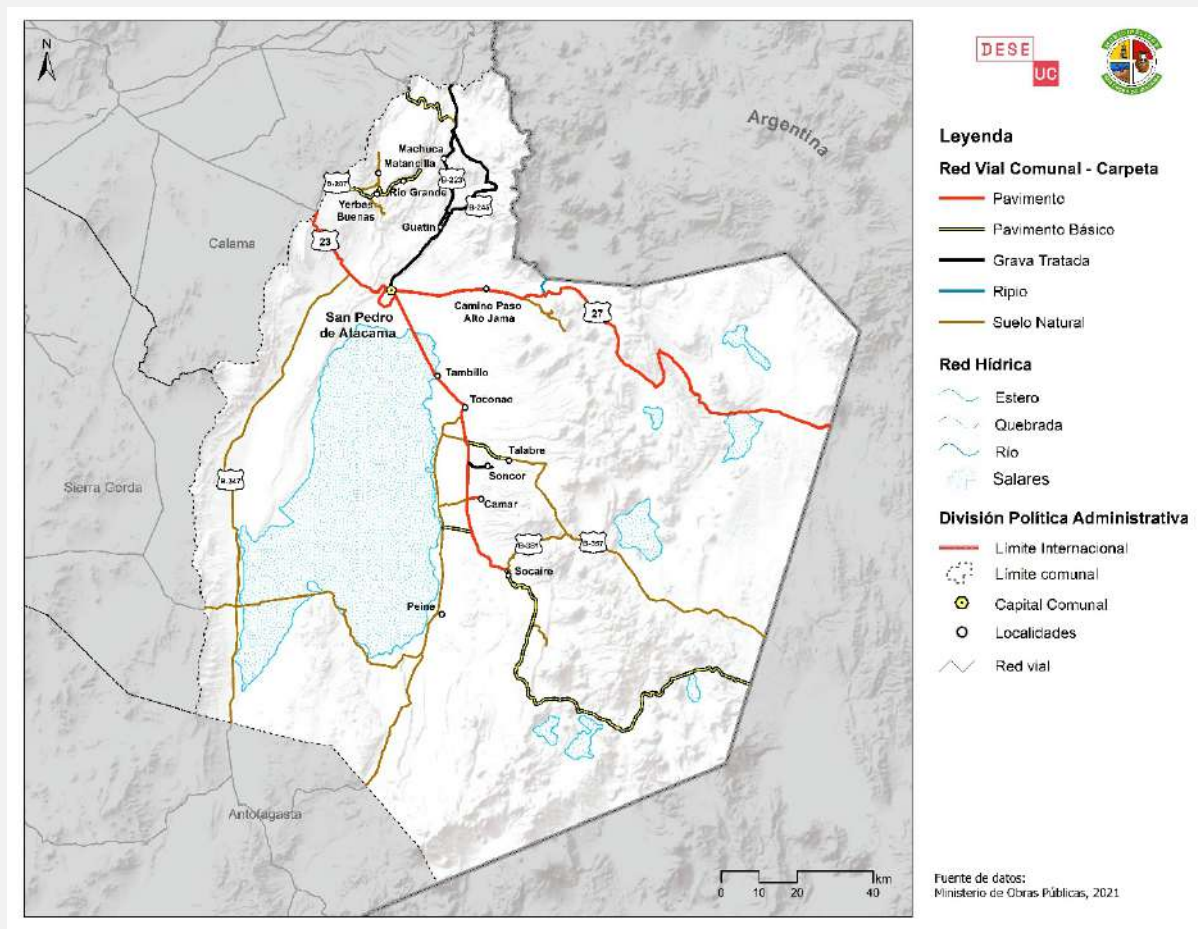 N
Argentina
Machuca
Matancilla
B-207
B-223
Río Grande
B-245
Yerbas
Buenas
Guatin
Calama
23
San Pedro
de Atacama
Camino Paso
Alto Jama
27
Tambillo
Toconao
Talabre
Soncor
Sierra Gorda
B-347
Camar
B-357
Socaire
Peine
Antofagasta
km
0 10 20 40
DESE
UC
Leyenda
Red Vial Comunal - Carpeta
Pavimento
Pavimento Básico
Grava Tratada
Ripio
Suelo Natural
Red Hídrica
Estero
Quebrada
Río
Salares
División Política Administrativa
Límite Internacional
Límite comunal
Capital Comunal
Localidades
Red vial
Fuente de datos:
Ministerio de Obras Públicas, 2021